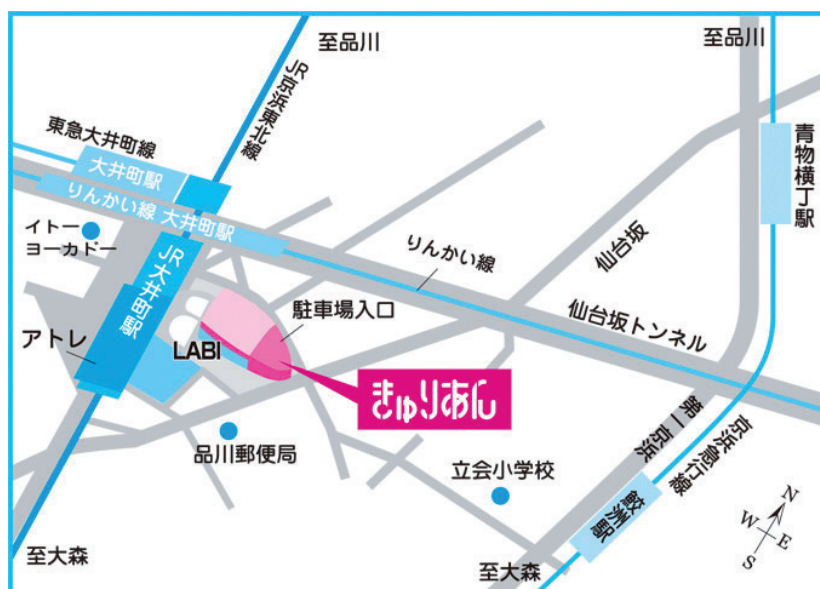 至品川
至品川
JR京浜東北線
東急大井町線
大井町駅
りんかい線 大井町駅
青物横丁駅
イトー
ヨーカドー
JR大井町駅
りんかい線
仙台坂
駐車場入口
仙台坂トンネル
アトレ
LABI
きゅりあん
第一京浜
京浜急行線
品川郵便局
立会小学校
鮫洲駅
N
W
E
S
至大森
至大森